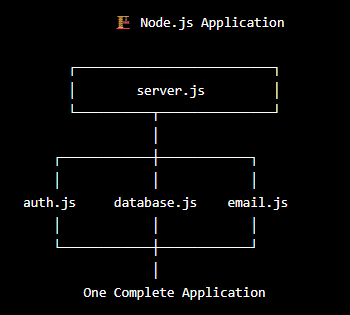 Node.js Application
server.js
auth.js database.js email.js
One Complete Application